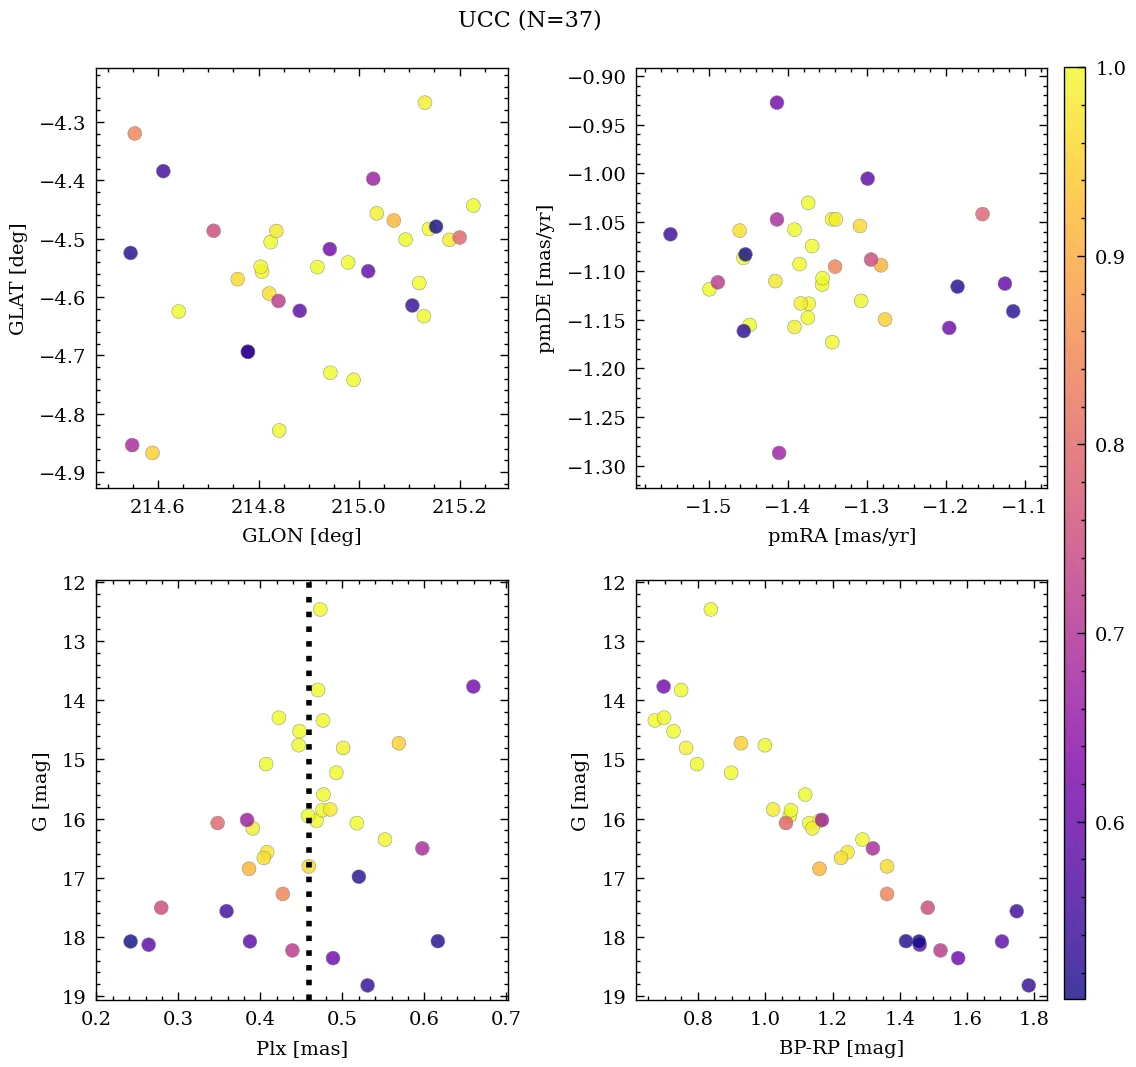 UCC (N=37)
−4.3
−4.4
−4.5
−4.6
−4.7
−4.8
−4.9
GLAT [deg]
214.6 214.8 215.0 215.2
GLON [deg]
−0.90
−0.95
−1.00
−1.05
−1.10
−1.15
−1.20
−1.25
−1.30
pmDE [mas/yr]
−1.5 −1.4 −1.3 −1.2 −1.1
pmRA [mas/yr]
1.0
0.9
0.8
0.7
0.6
12
13
14
15
16
17
18
19
G [mag]
0.2 0.3 0.4 0.5 0.6 0.7
Plx [mas]
12
13
14
15
16
17
18
19
G [mag]
0.8 1.0 1.2 1.4 1.6 1.8
BP-RP [mag]